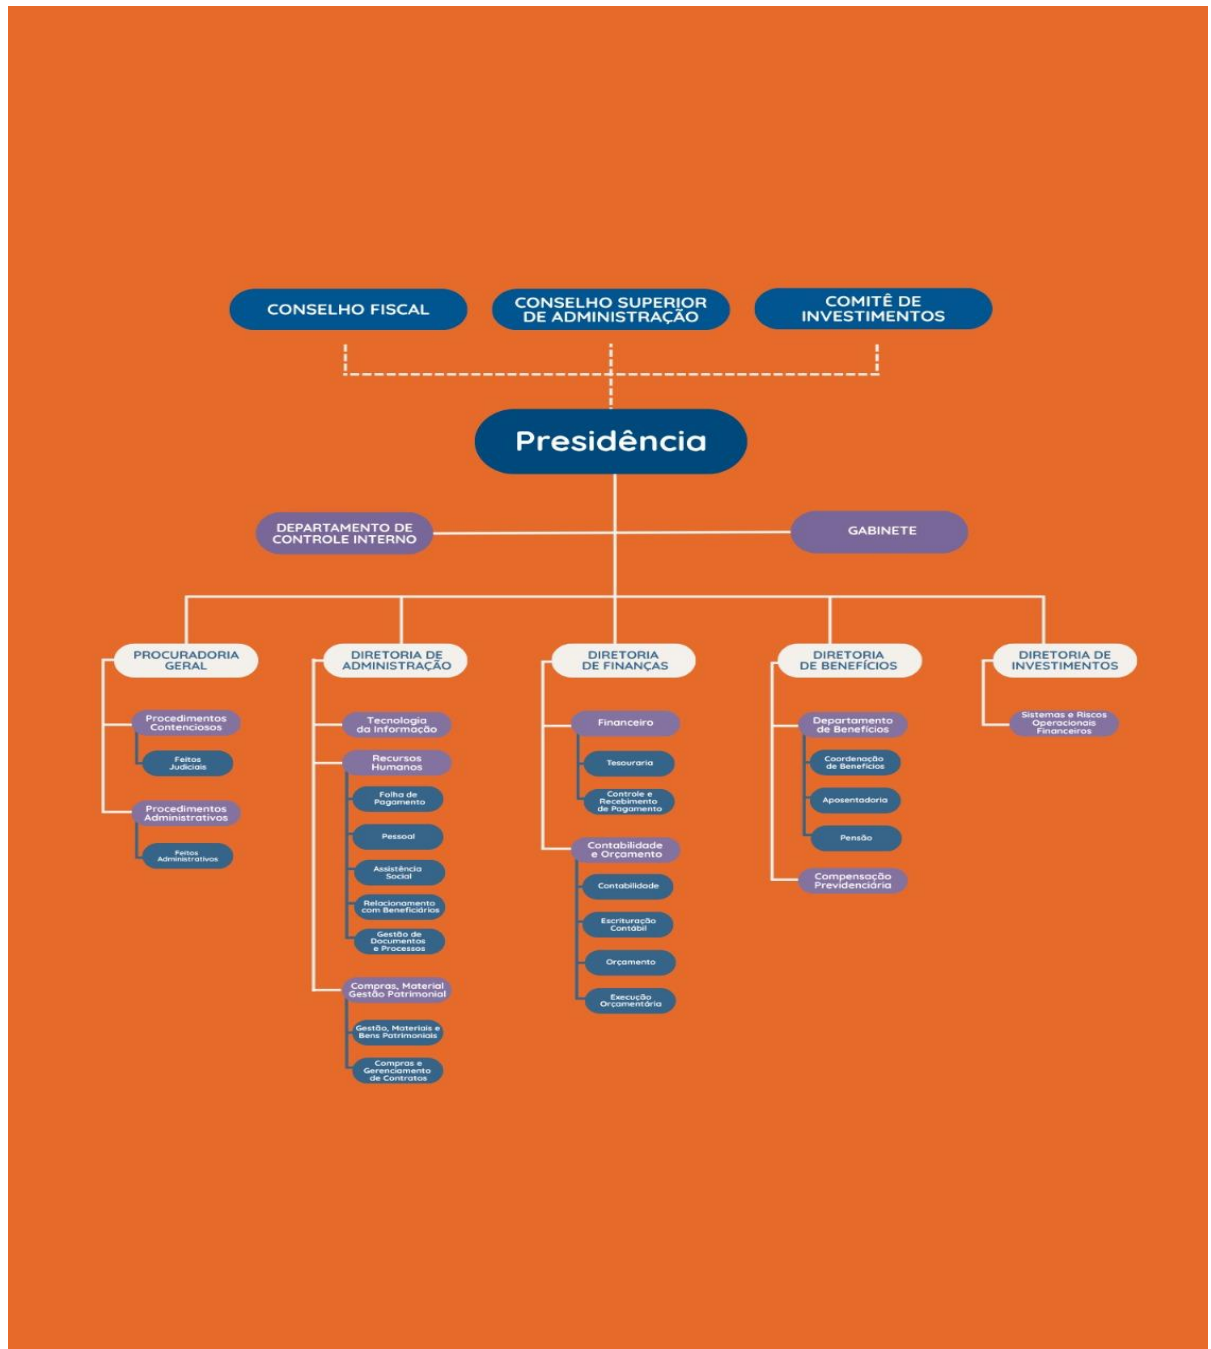 CONSELHO FISCAL
CONSELHO SUPERIOR
DE ADMINISTRAÇÃO
COMITÊ DE
INVESTIMENTOS
Presidência
DEPARTAMENTO DE
CONTROLE INTERNO
GABINETE
PROCURADORIA
GERAL
Procedimentos
Contenciosos
Feitos
Judiciais
Procedimentos
Administrativos
Feitos
Administrativos
DIRETORIA DE
ADMINISTRAÇÃO
Tecnologia
da Informação
Recursos
Humanos
Folha de
Pagamento
Pessoal
Assistência
Social
Relacionamento
com Beneficiários
Gestão de
Documentos
e Processos
Compras, Material
Gestão Patrimonial
Gestão, Materiais e
Bens Patrimoniais
Compras e
Gerenciamento
de Contratos
DIRETORIA
DE FINANÇAS
Financeiro
Tesouraria
Controle e
Recebimento
de Pagamento
Contabilidade
e Orçamento
Contabilidade
Escrituração
Contábil
Orçamento
Execução
Orçamentária
DIRETORIA
DE BENEFÍCIOS
Departamento
de Benefícios
Coordenação
de Benefícios
Aposentadoria
Pensão
Compensação
Previdenciária
DIRETORIA DE
INVESTIMENTOS
Sistemas e Riscos
Operacionais
Financeiros